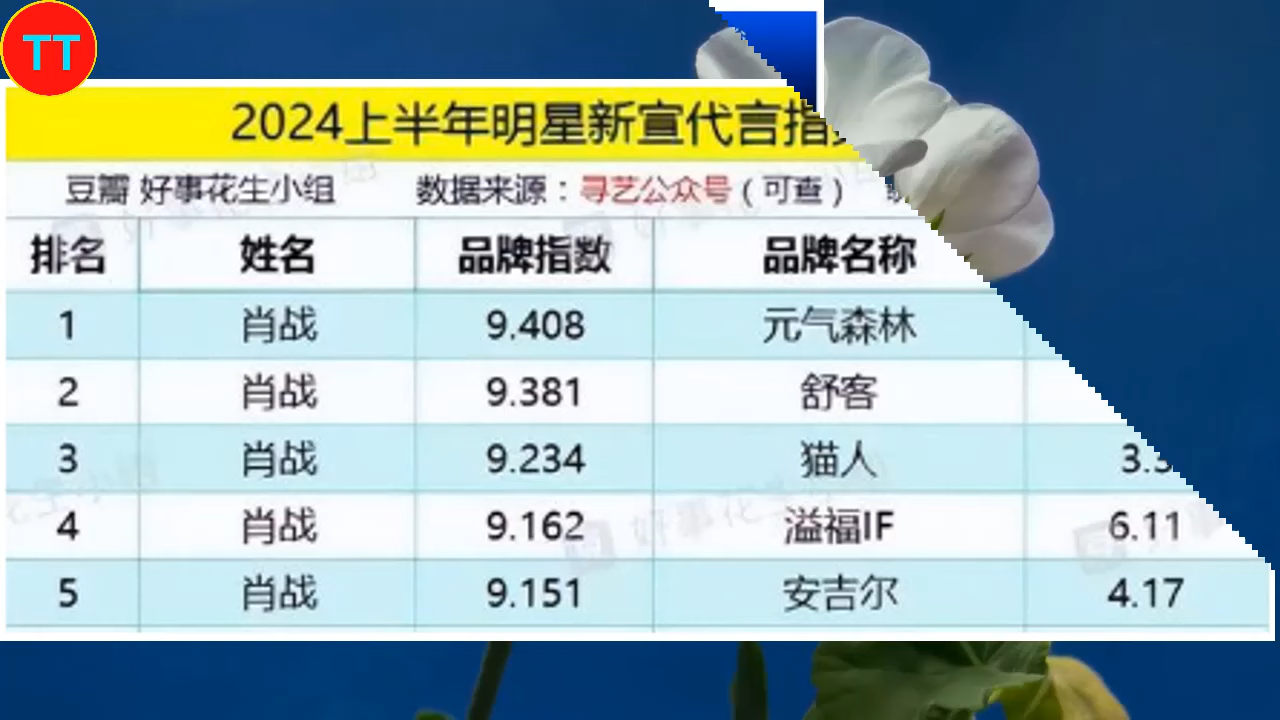 TT
2024上半年明星新宣代言指
豆瓣 好事花生小组 数据来源：寻艺公众号（可查）
排名 姓名 品牌指数 品牌名称
1 肖战 9.408 元气森林
2 肖战 9.381 舒客
3 肖战 9.234 猫人 3.3
4 肖战 9.162 溢福IF 6.11
5 肖战 9.151 安吉尔 4.17